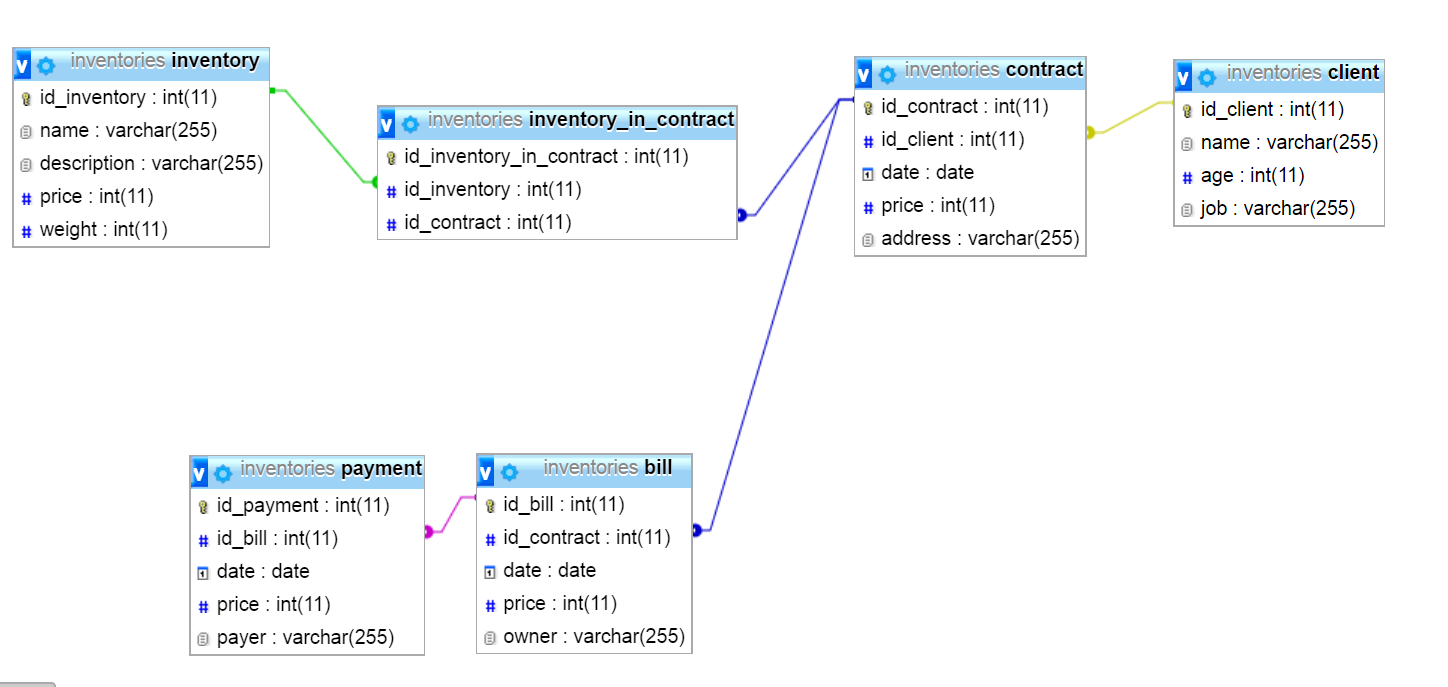 inventories inventory
id_inventory : int(11)
name : varchar(255)
description : varchar(255)
price : int(11)
weight : int(11)
inventories inventory_in_contract
id_inventory_in_contract : int(11)
id_inventory : int(11)
id_contract : int(11)
inventories contract
id_contract : int(11)
id_client : int(11)
date : date
price : int(11)
address : varchar(255)
inventories client
id_client : int(11)
name : varchar(255)
age : int(11)
job : varchar(255)
inventories payment
id_payment : int(11)
id_bill : int(11)
date : date
price : int(11)
payer : varchar(255)
inventories bill
id_bill : int(11)
id_contract : int(11)
date : date
price : int(11)
owner : varchar(255)